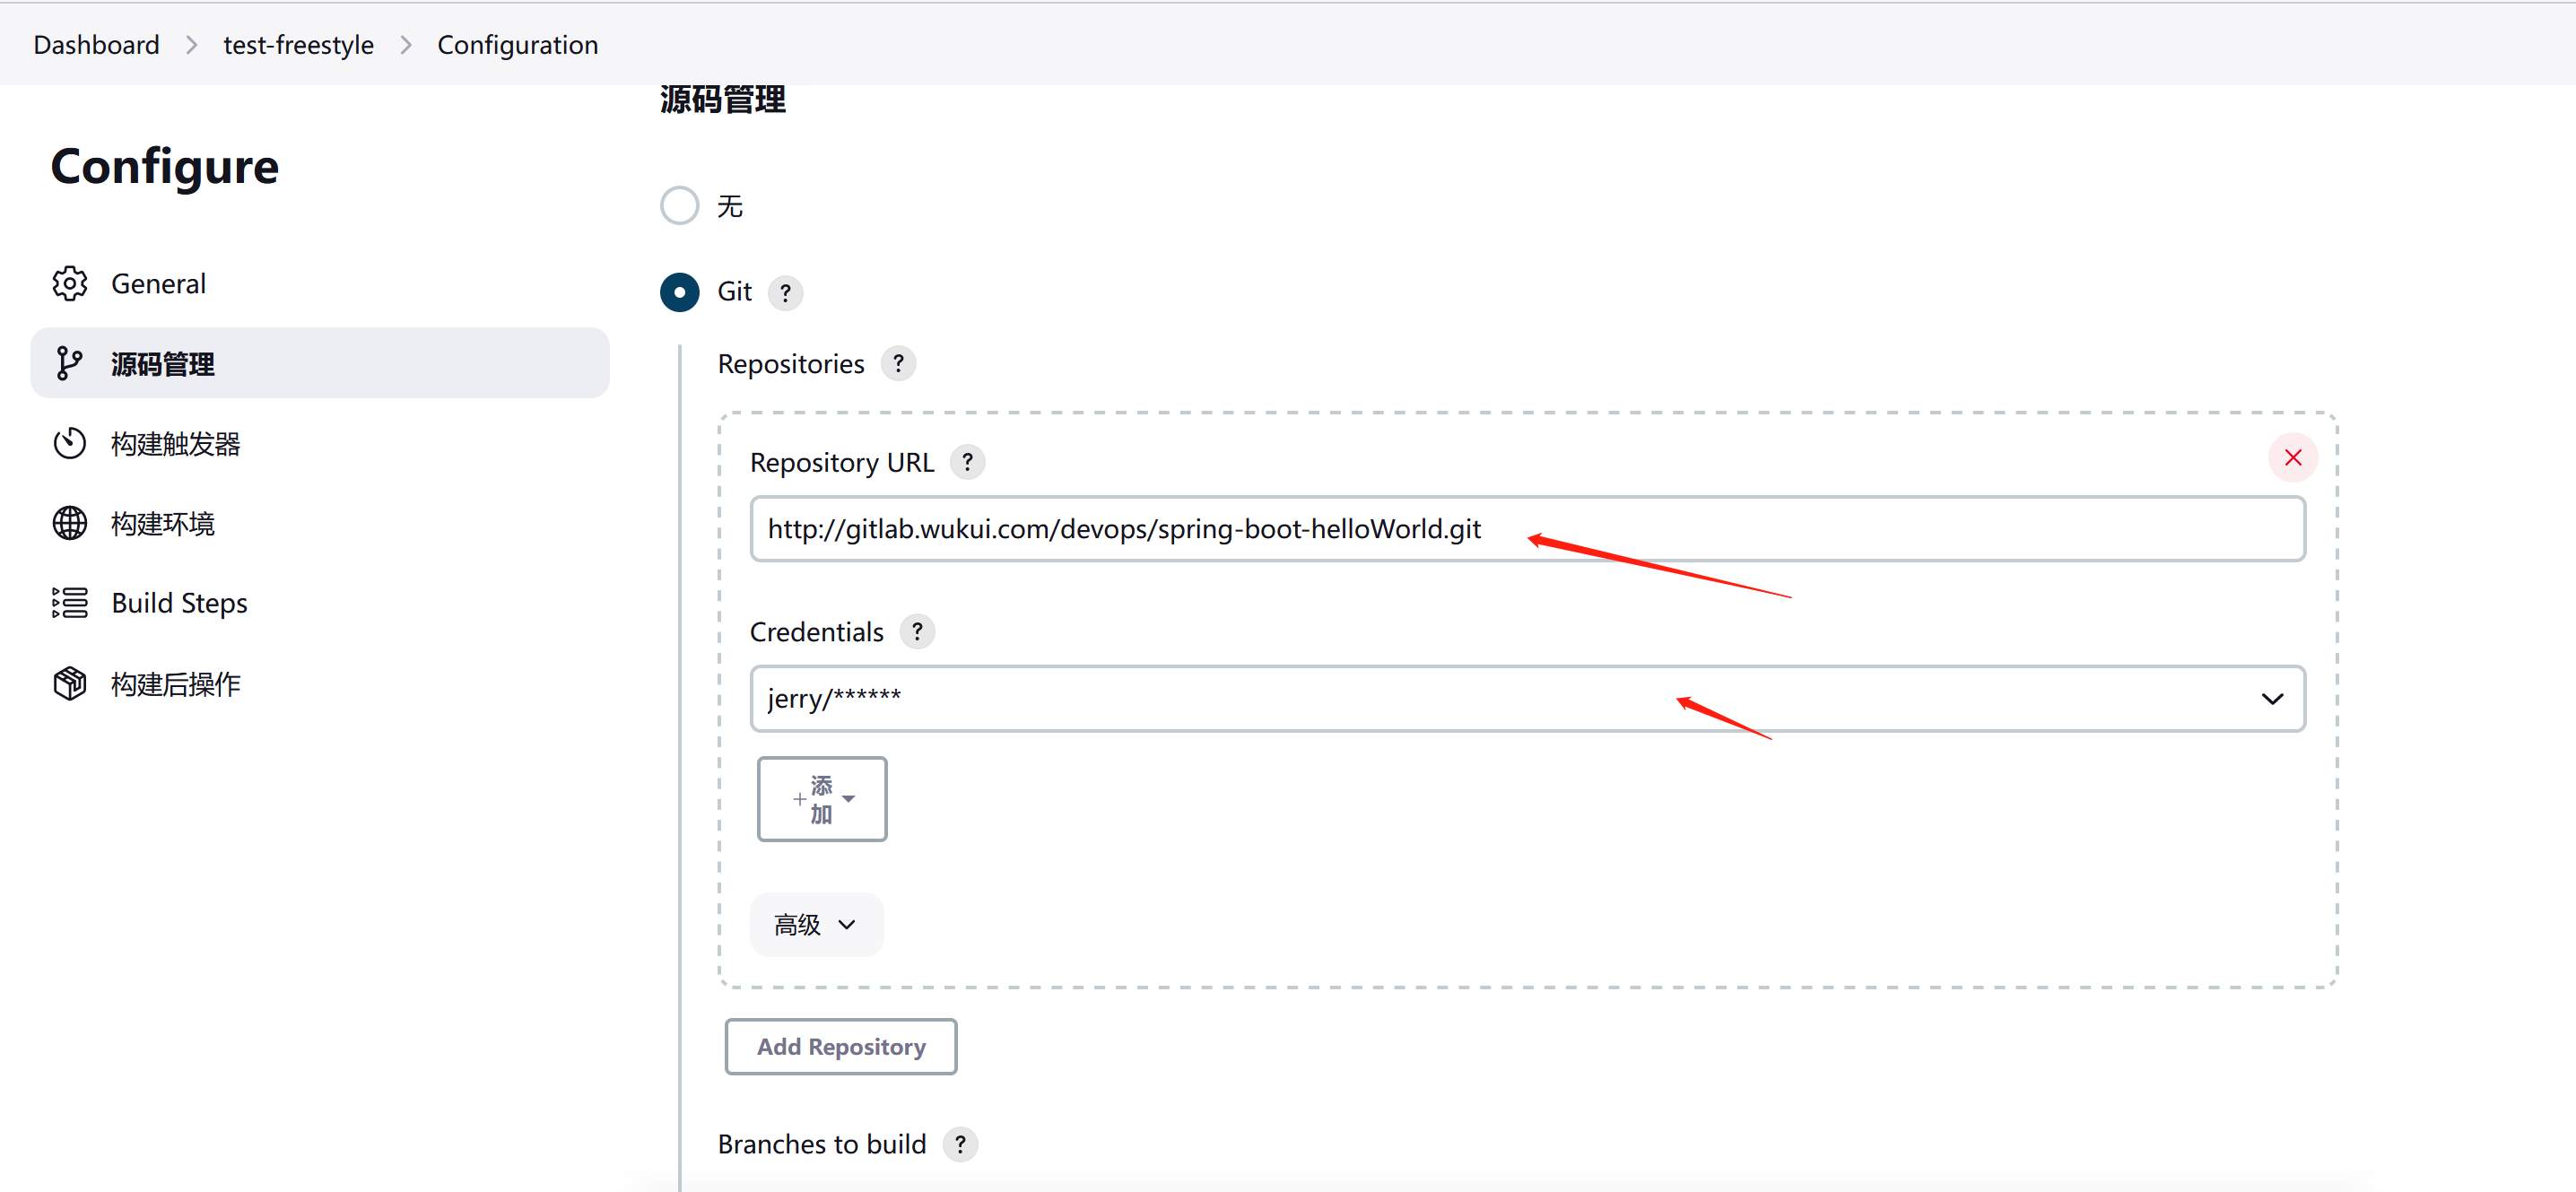 Dashboard > test-freestyle > Configuration
源码管理
Configure
无
General
Git ?
源码管理
Repositories ?
构建触发器
Repository URL ?
构建环境
http://gitlab.wukui.com/devops/spring-boot-helloWorld.git
Build Steps
Credentials ?
构建后操作
jerry/******
+添
加
高级
Add Repository
Branches to build ?